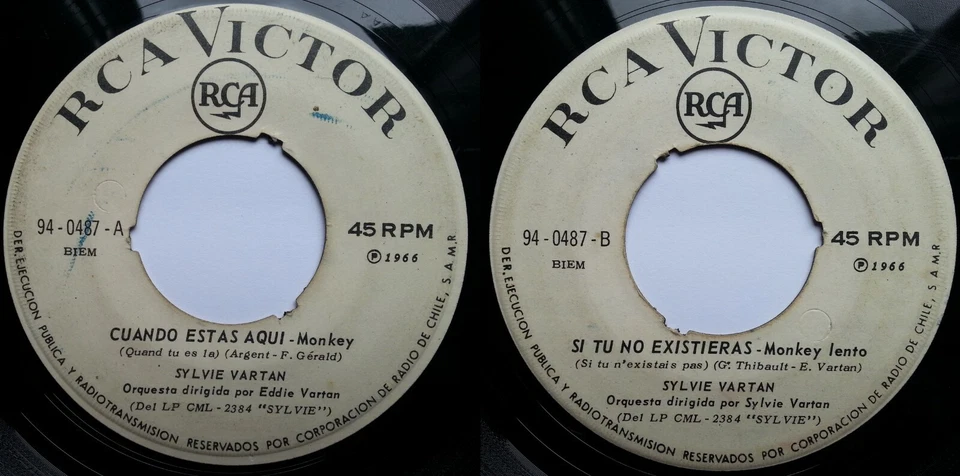 RCA VICTOR
RCA
94-0487-A
BIEM
45 RPM
Ⓟ 1966
CUANDO ESTAS AQUI - Monkey
(Quand tu es la) (Argent - F. Gérald)
SYLVIE VARTAN
Orquesta dirigida por Eddie Vartan
(Del LP CML - 2384 "SYLVIE")
DER. EJECUCION PUBLICA Y RADIOTRANSMISION RESERVADOS POR CORPORACION DE RADIO DE CHILE, S.A.M.R.
RCA VICTOR
RCA
94-0487-B
BIEM
45 RPM
Ⓟ 1966
SI TU NO EXISTIERAS - Monkey lento
(Si tu n'existais pas) (G. Thibault - E. Vartan)
SYLVIE VARTAN
Orquesta dirigida por Sylvie Vartan
(Del LP CML - 2384 "SYLVIE")
DER. EJECUCION PUBLICA Y RADIOTRANSMISION RESERVADOS POR CORPORACION DE RADIO DE CHILE, S.A.M.R.